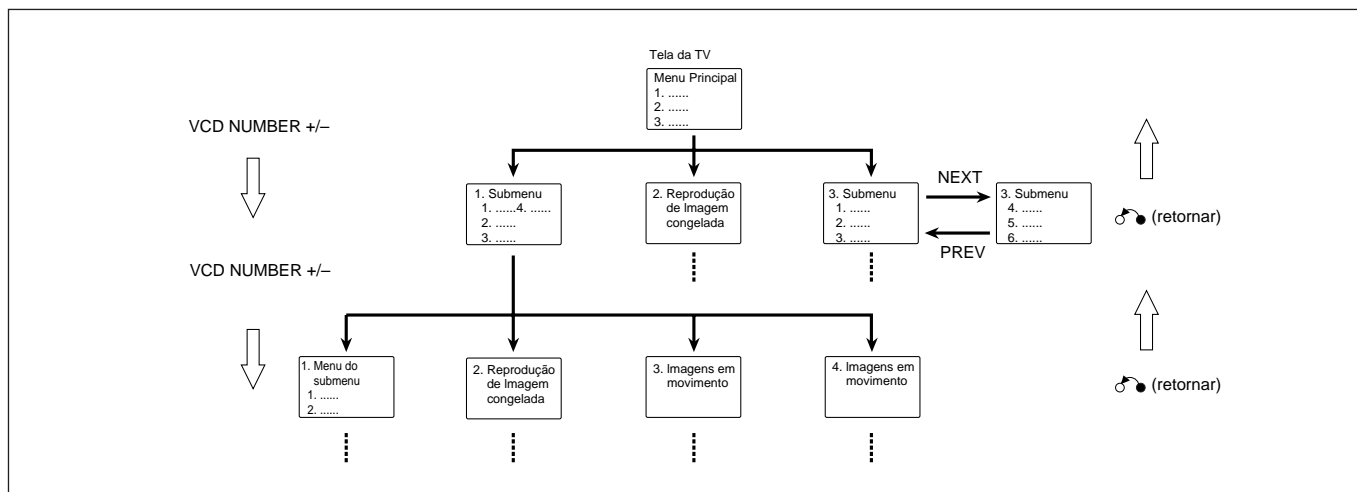 Tela da TV
Menu Principal
1. ......
2. ......
3. ......
VCD NUMBER +/–
1. Submenu
1. ......4. ......
2. ......
3. ......
2. Reprodução
de Imagem
congelada
3. Submenu
1. ......
2. ......
3. ......
NEXT
PREV
3. Submenu
4. ......
5. ......
6. ......
(retornar)
VCD NUMBER +/–
1. Menu do
submenu
1. ......
2. ......
2. Reprodução
de Imagem
congelada
3. Imagens em
movimento
4. Imagens em
movimento
(retornar)